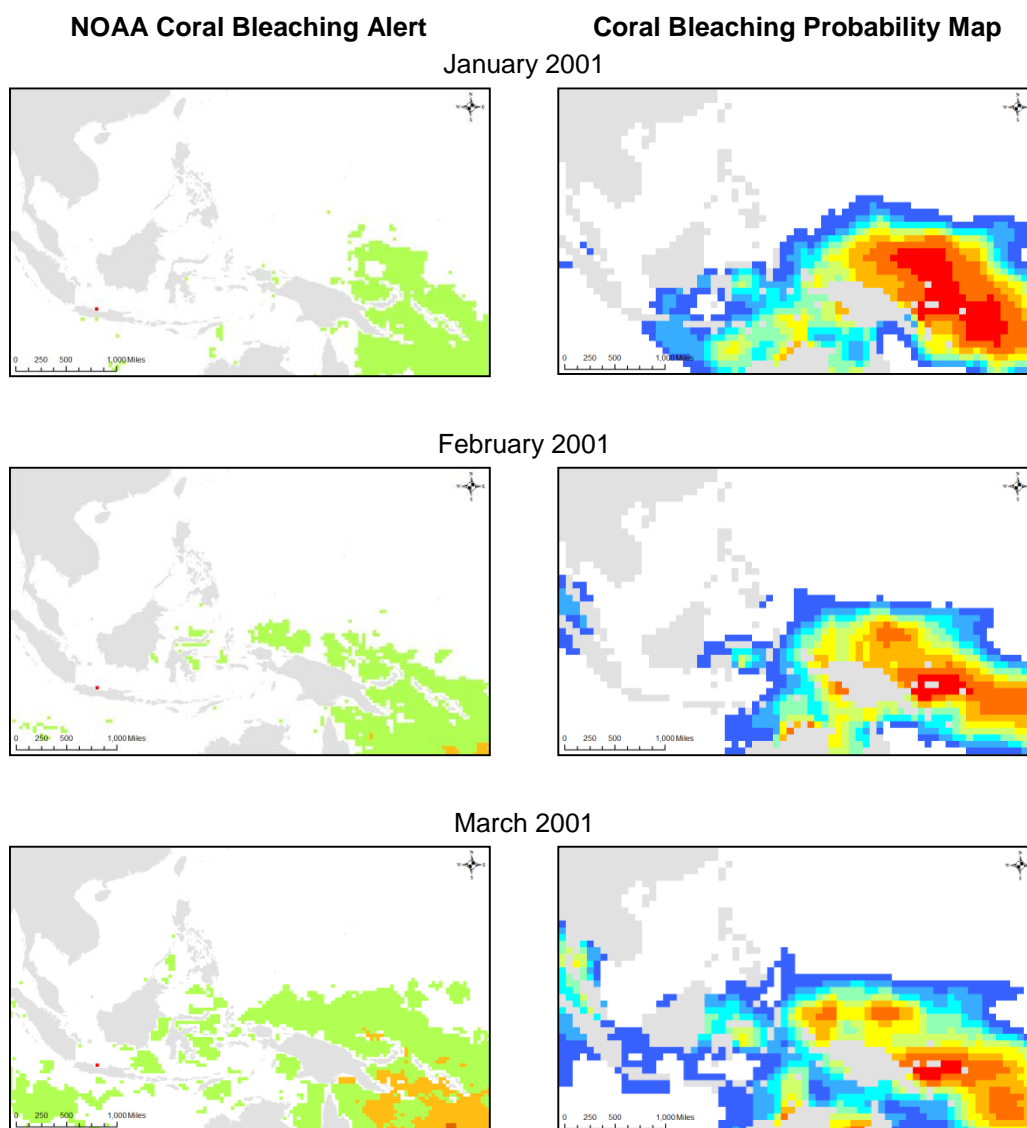 NOAA Coral Bleaching Alert
Coral Bleaching Probability Map
January 2001
N
W E
S
0 250 500 1,000 Miles
N
W E
S
0 250 500 1,000 Miles
February 2001
N
W E
S
0 250 500 1,000 Miles
N
W E
S
0 250 500 1,000 Miles
March 2001
N
W E
S
0 250 500 1,000 Miles
N
W E
S
0 250 500 1,000 Miles